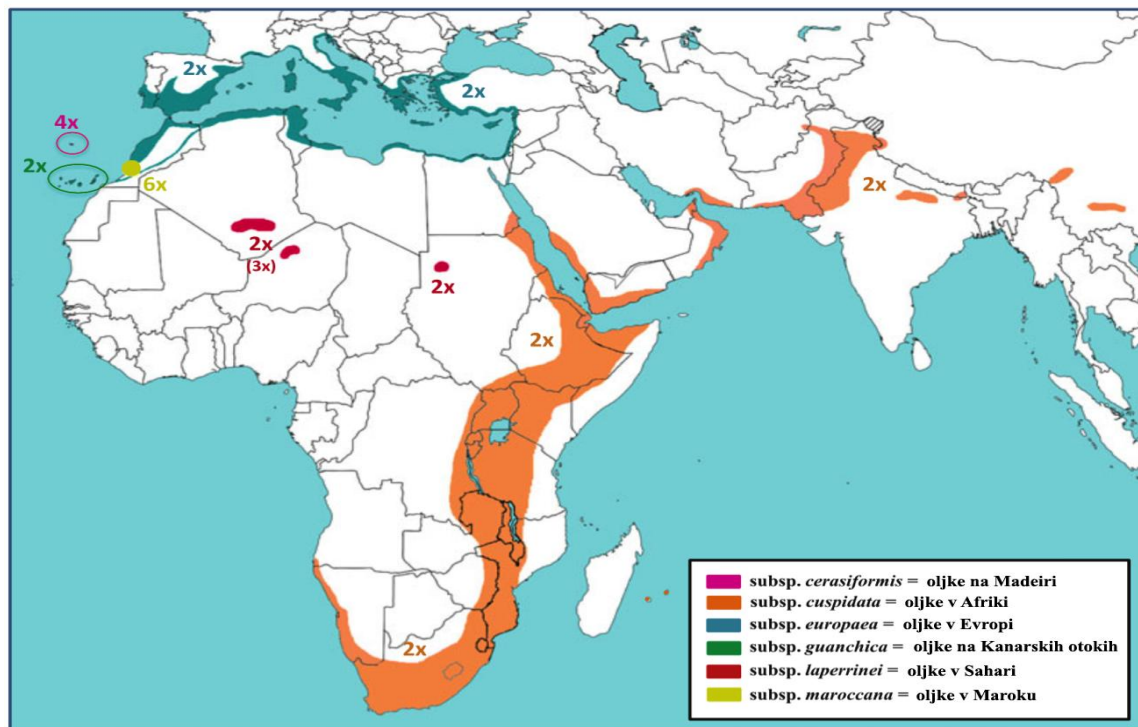 2x
2x
4x
2x
6x
2x
2x
(3x)
2x
2x
2x
subsp. cerasiformis = oljke na Madeiri
subsp. cuspidata = oljke v Afriki
subsp. europaea = oljke v Evropi
subsp. guanchica = oljke na Kanarskih otokih
subsp. laperrinei = oljke v Sahari
subsp. maroccana = oljke v Maroku